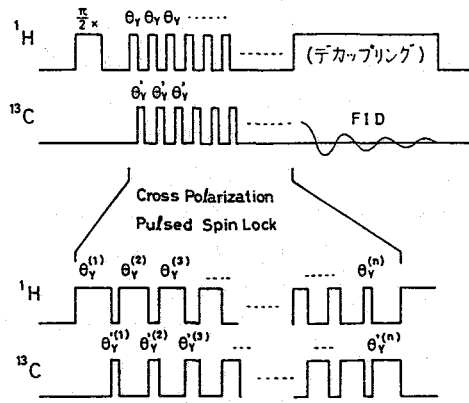 π/2 x θY θY θY ......
¹H
(デカップリング)
θ'Y θ'Y θ'Y
¹³C
FID
Cross Polarization
Pulsed Spin Lock
θY(1) θY(2) θY(3) θY(n)
¹H
θ'Y(1) θ'Y(2) θ'Y(3) θ'Y(n)
¹³C